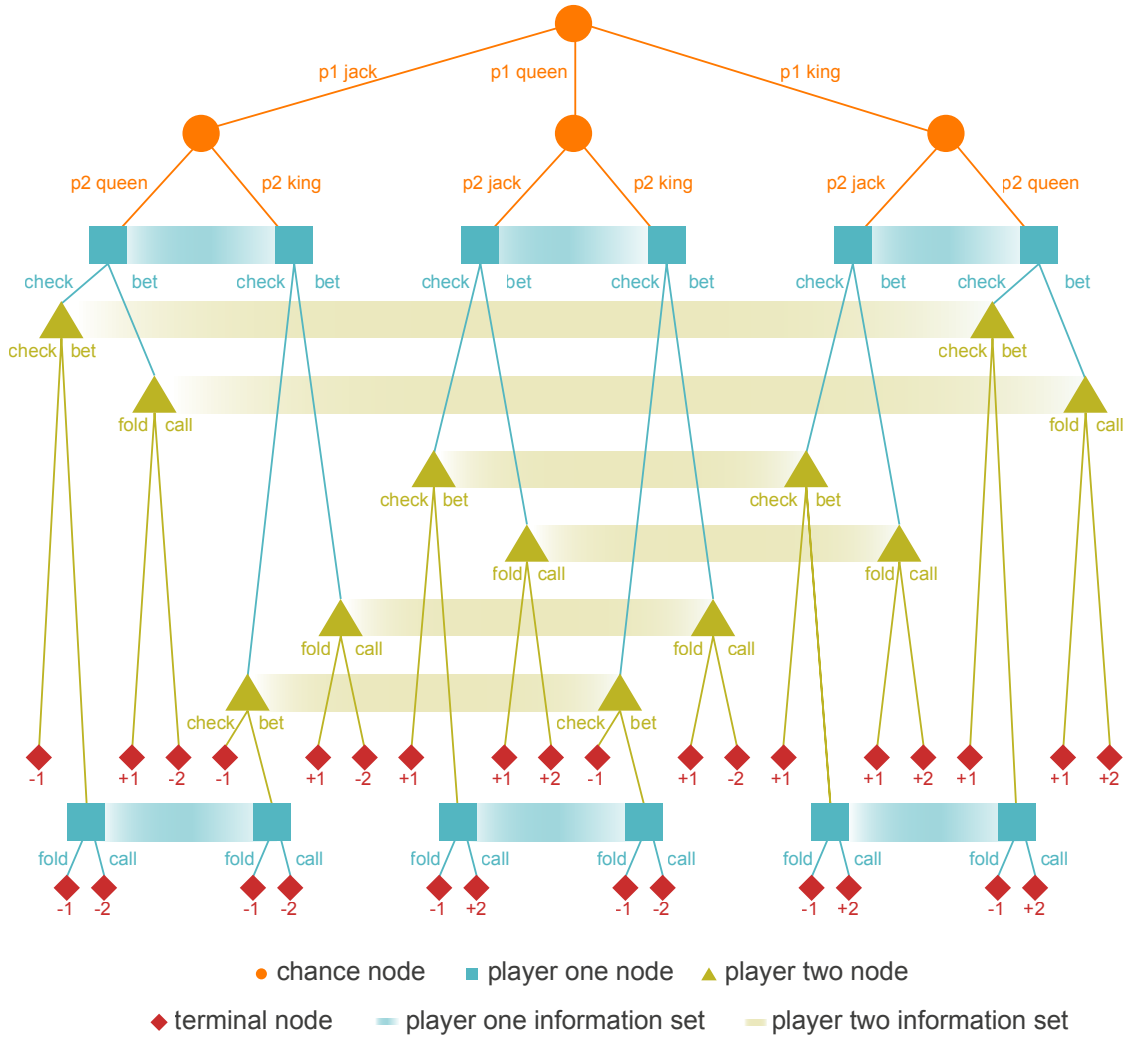 p1 jack p1 queen p1 king
p2 queen p2 king p2 jack p2 king p2 jack p2 queen
check bet check bet check bet check bet check bet check bet
check bet check bet
fold call fold call
check bet check bet
fold call fold call
fold call fold call
check bet check bet
-1 +1 -2 -1 +1 -2 +1 +1 +2 -1 +1 -2 +1 +1 +2 +1 +1 +2
fold call fold call fold call fold call fold call fold call
-1 -2 -1 -2 -1 +2 -1 -2 -1 +2 -1 +2
chance node player one node player two node
terminal node player one information set player two information set